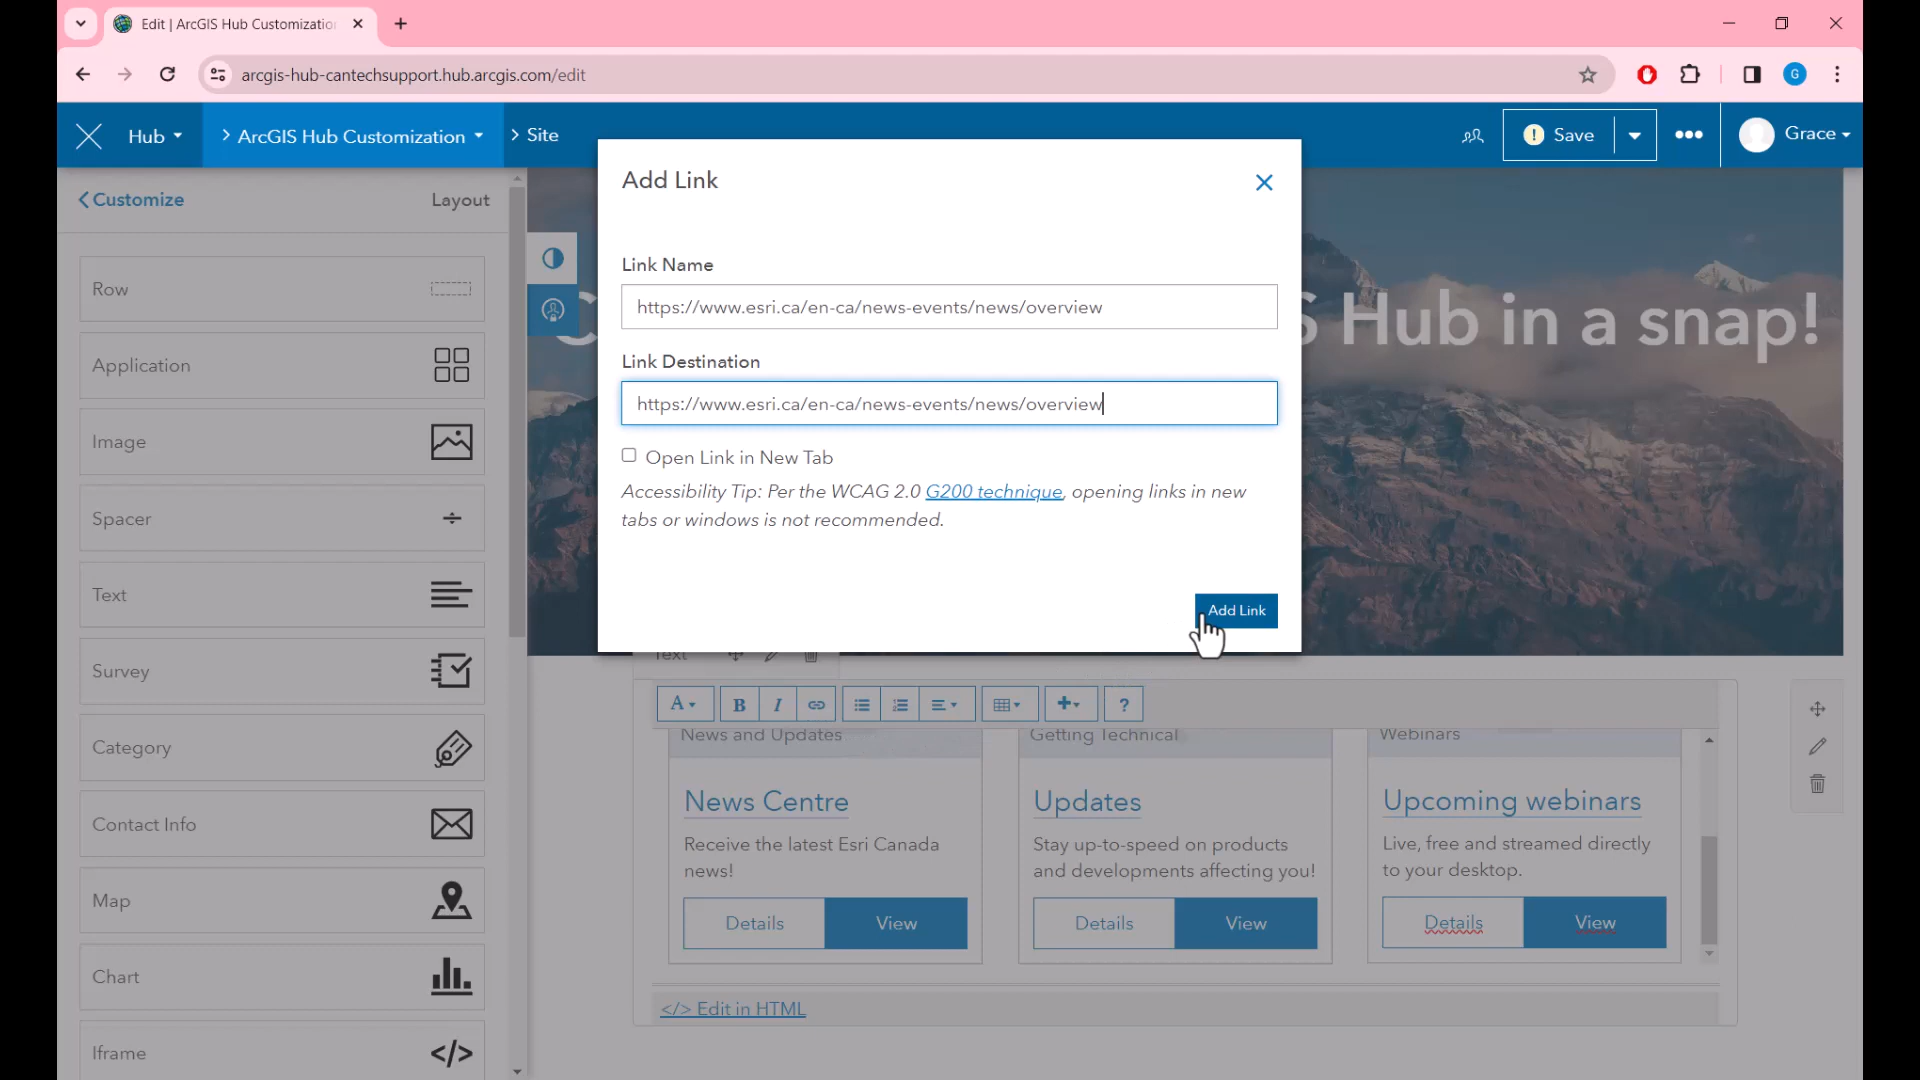 Edit | ArcGIS Hub Customizatio
arcgis-hub-cantechsupport.hub.arcgis.com/edit
G
Hub
ArcGIS Hub Customization
Site
Save
Grace
Customize
Layout
Row
Application
Image
Spacer
Text
Survey
Category
Contact Info
Map
Chart
Iframe
S Hub in a snap!
Add Link
Link Name
https://www.esri.ca/en-ca/news-events/news/overview
Link Destination
https://www.esri.ca/en-ca/news-events/news/overview
Open Link in New Tab
Accessibility Tip: Per the WCAG 2.0 G200 technique, opening links in new
tabs or windows is not recommended.
Add Link
Text
A B I ?
News and Updates
News Centre
Receive the latest Esri Canada
news!
Details View
Getting Technical
Updates
Stay up-to-speed on products
and developments affecting you!
Details View
Webinars
Upcoming webinars
Live, free and streamed directly
to your desktop.
Details View
</> Edit in HTML